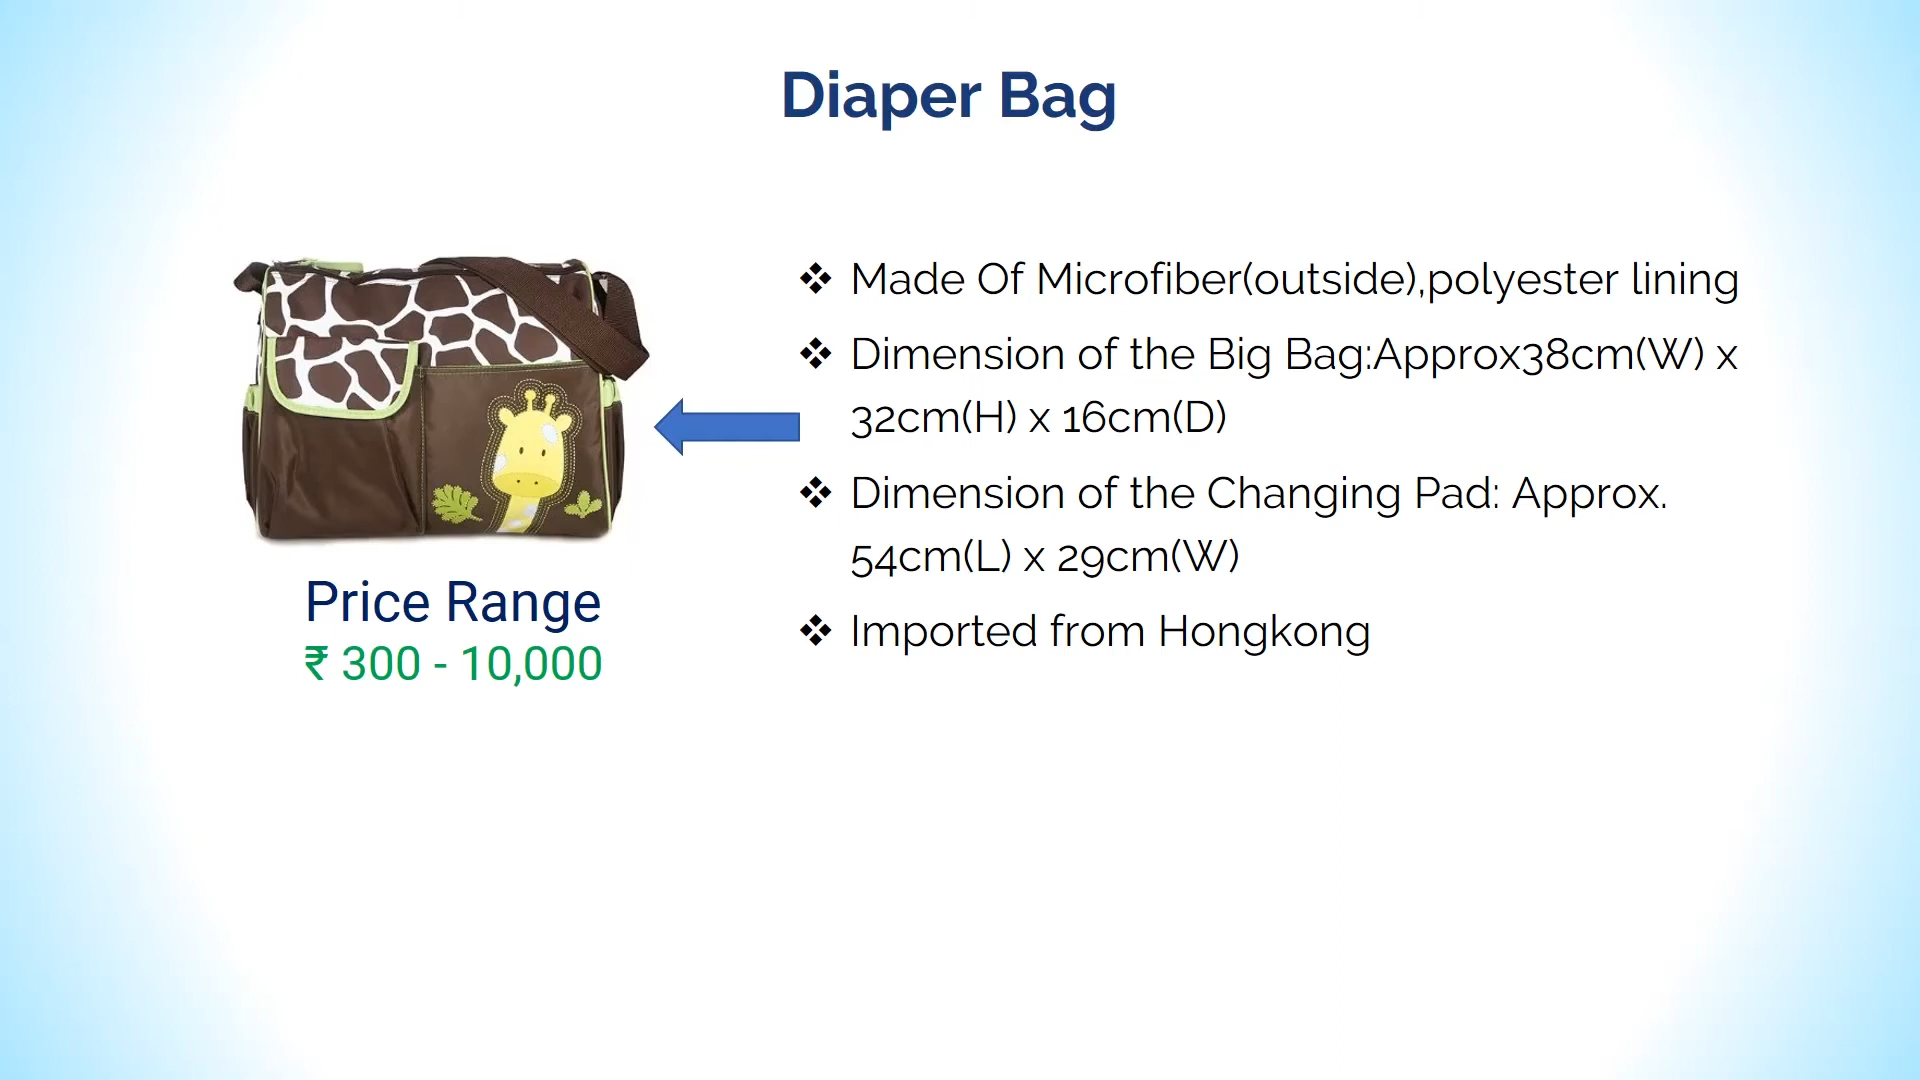 Diaper Bag
❖ Made Of Microfiber(outside),polyester lining
❖ Dimension of the Big Bag:Approx38cm(W) x
32cm(H) x 16cm(D)
❖ Dimension of the Changing Pad: Approx.
54cm(L) x 29cm(W)
❖ Imported from Hongkong
Price Range
₹ 300 - 10,000